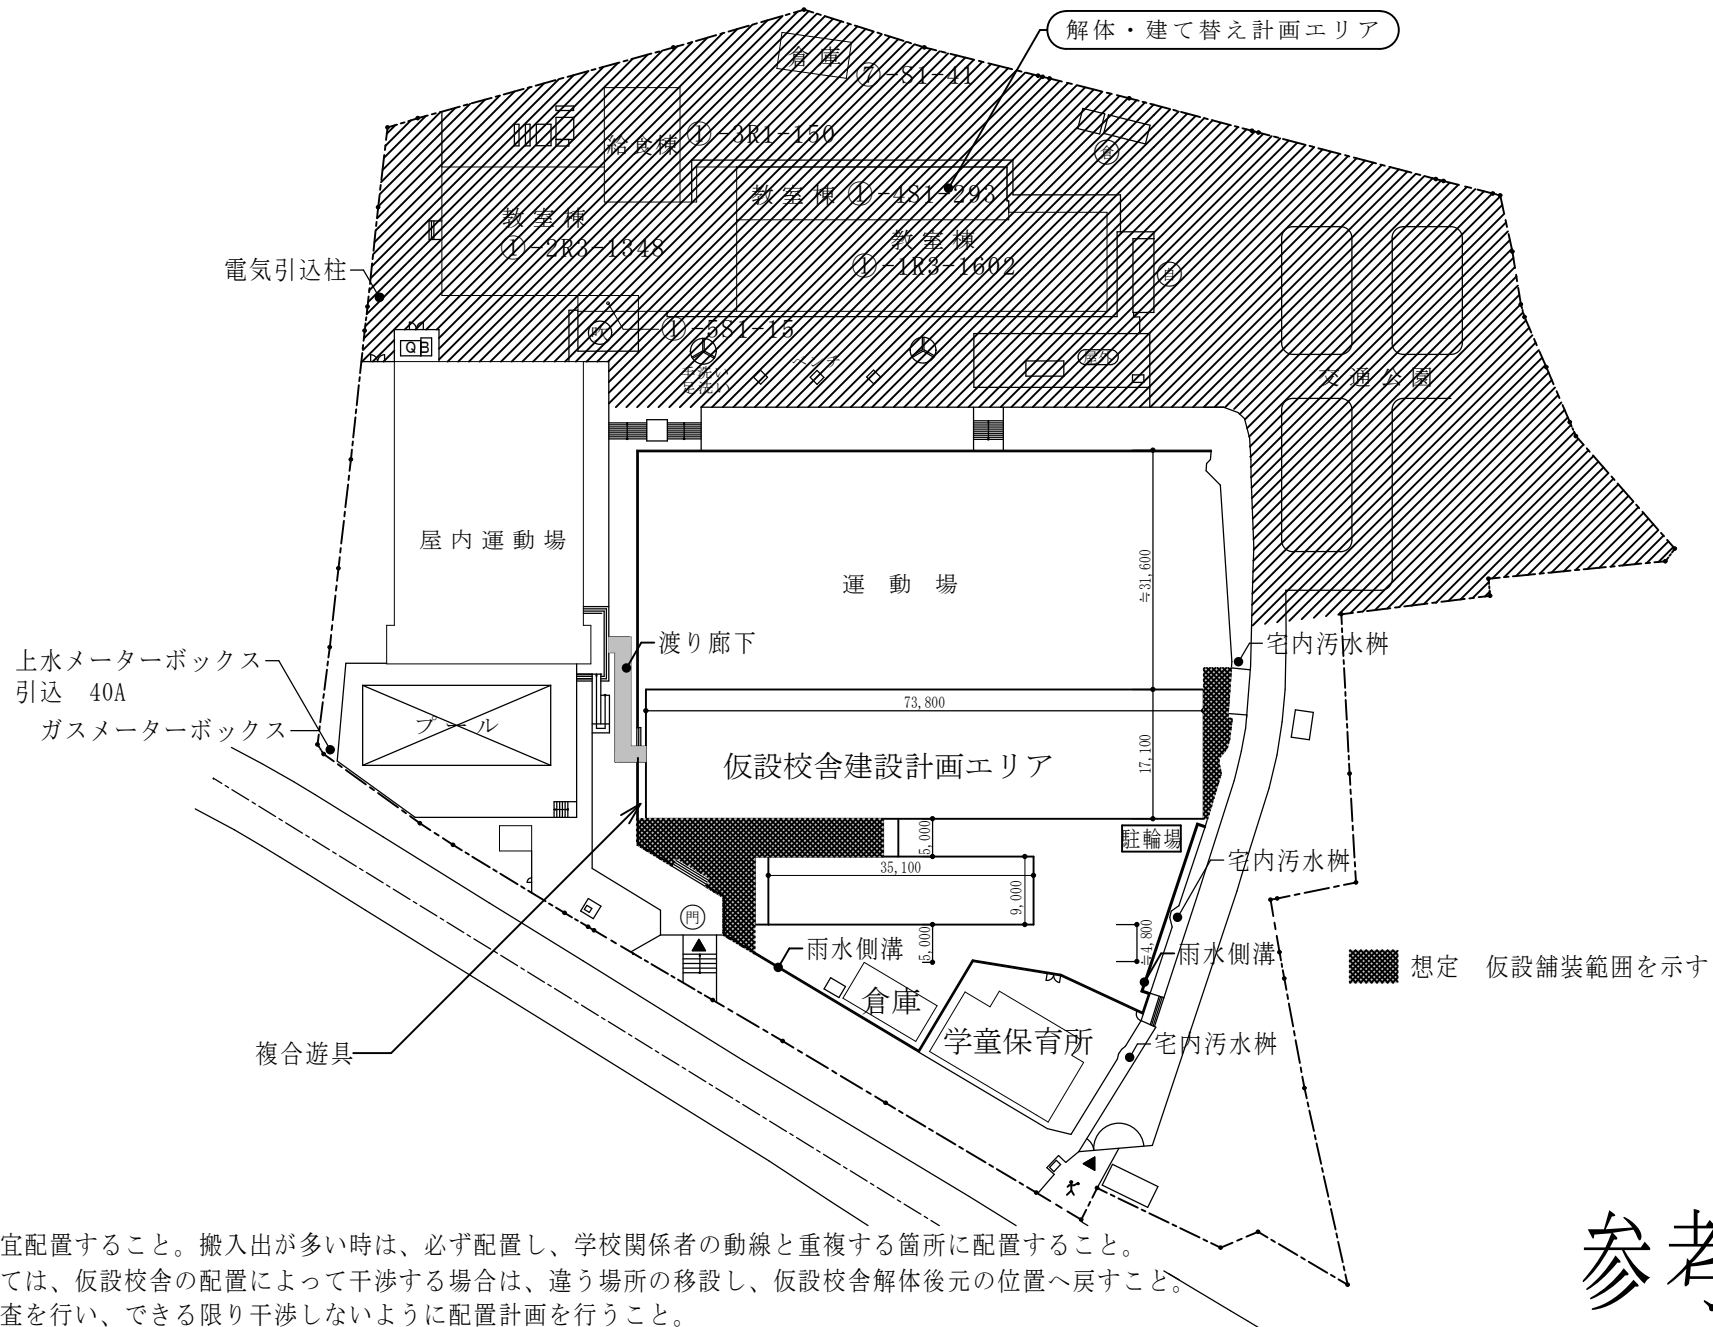 解体・建て替え計画エリア
倉庫
⑦-S1-41
給食棟
①-3R1-150
倉
教室棟 ①-4S1-293
教室棟
①-2R3-1348
教室棟
①-1R3-1602
自
電気引込柱
①-5S1-15
QB
手洗い
足洗い
ベンチ
屋外
交通公園
屋内運動場
運動場
≒31,600
渡り廊下
宅内汚水桝
上水メーターボックス
引込 40A
ガスメーターボックス
プール
73,800
仮設校舎建設計画エリア
17,100
5,000
駐輪場
35,100
9,000
宅内汚水桝
門
5,000
≒4,800
雨水側溝
雨水側溝
想定 仮設舗装範囲を示す
倉庫
学童保育所
宅内汚水桝
複合遊具
宜配置すること。搬入出が多い時は、必ず配置し、学校関係者の動線と重複する箇所に配置すること。
ては、仮設校舎の配置によって干渉する場合は、違う場所の移設し、仮設校舎解体後元の位置へ戻すこと。
査を行い、できる限り干渉しないように配置計画を行うこと。
参考